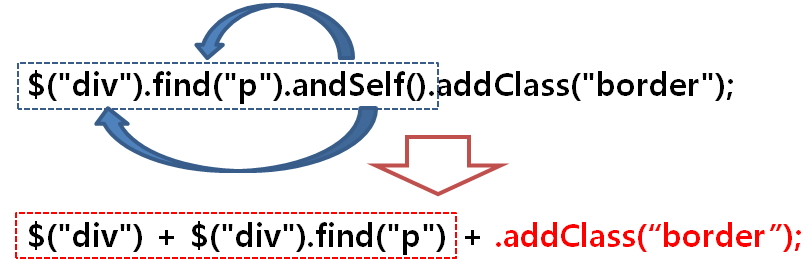 $("div").find("p").andSelf().addClass("border");
$("div") + $("div").find("p") + .addClass(“border”);